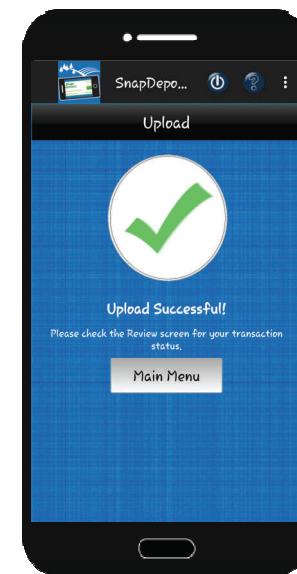 SnapDepo...
Upload
Upload Successful!
Please check the Review screen for your transaction
status.
Main Menu